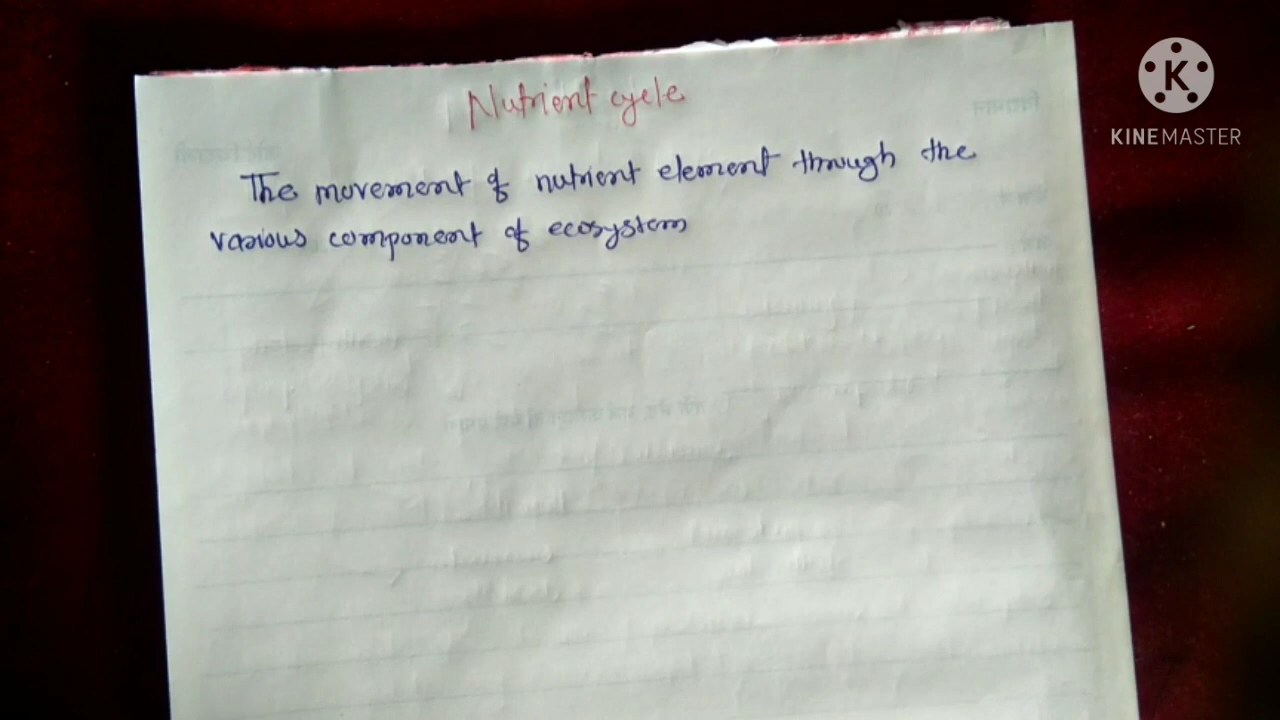 Nutrient cycle
K
KINEMASTER
The movement of nutrient element through the
various component of ecosystem